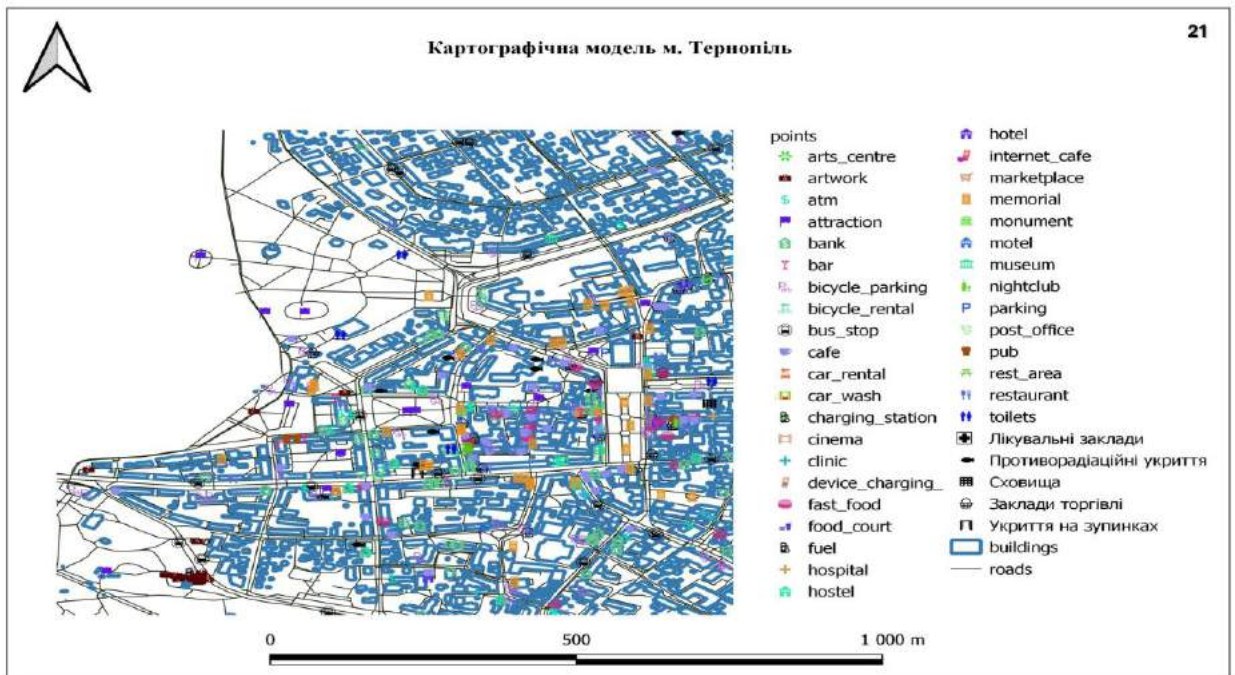 21
Картографічна модель м. Тернопіль
points
arts_centre
artwork
atm
attraction
bank
bar
bicycle_parking
bicycle_rental
bus_stop
cafe
car_rental
car_wash
charging_station
cinema
clinic
device_charging_
fast_food
food_court
fuel
hospital
hostel
hotel
internet_cafe
marketplace
memorial
monument
motel
museum
nightclub
parking
post_office
pub
rest_area
restaurant
toilets
Лікувальні заклади
Протирорадіаційні укриття
Сховища
Заклади торгівлі
Укриття на зупинках
buildings
roads
0 500 1 000 m